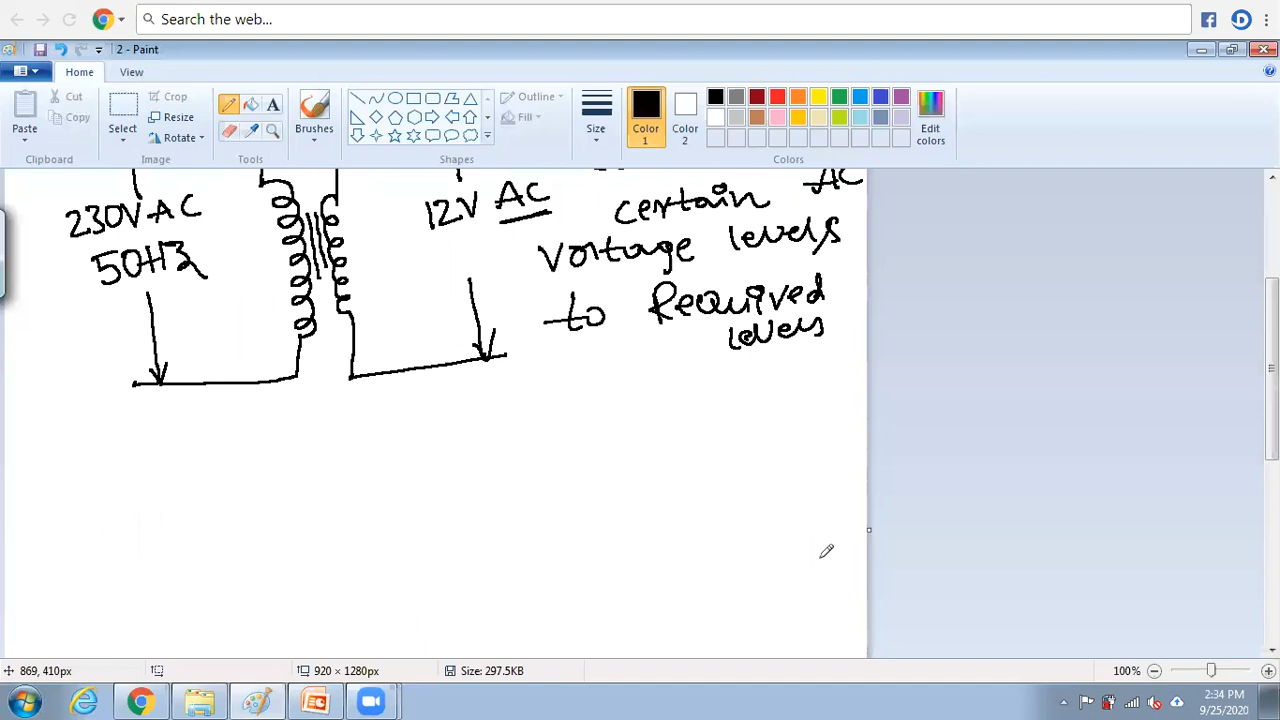 Search the web...
2 - Paint
Home
View
Paste
Cut
Copy
Clipboard
Select
Crop
Resize
Rotate
Image
Tools
Brushes
Shapes
Outline
Fill
Size
Color 1
Color 2
Edit colors
Colors
230V AC
50Hz
12V AC
AC
certain
voltage levels
to Required
levels
869, 410px
920 × 1280px
Size: 297.5KB
100%
2:34 PM
9/25/2020